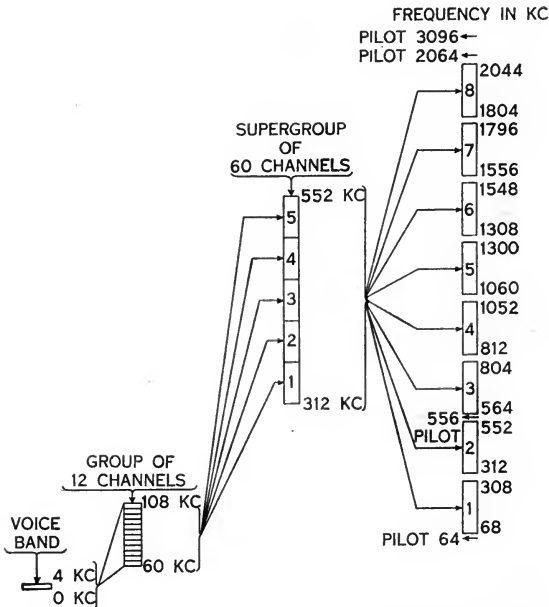 FREQUENCY IN KC
PILOT 3096
PILOT 2064
2044
8
1804
1796
7
1556
1548
6
1308
1300
5
1060
1052
4
812
804
3
564
556
PILOT
552
2
312
308
1
68
PILOT 64
SUPERGROUP
OF
60 CHANNELS
552 KC
5
4
3
2
1
312 KC
GROUP OF
12 CHANNELS
108 KC
60 KC
VOICE
BAND
4 KC
0 KC